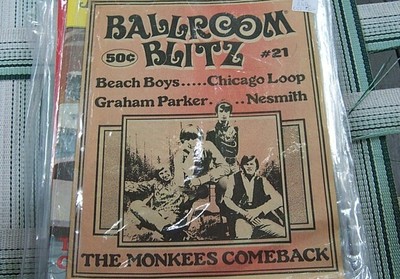 BALLROOM
BLITZ
50¢
#21
Beach Boys.....Chicago Loop
Graham Parker.....Nesmith
THE MONKEES COMEBACK